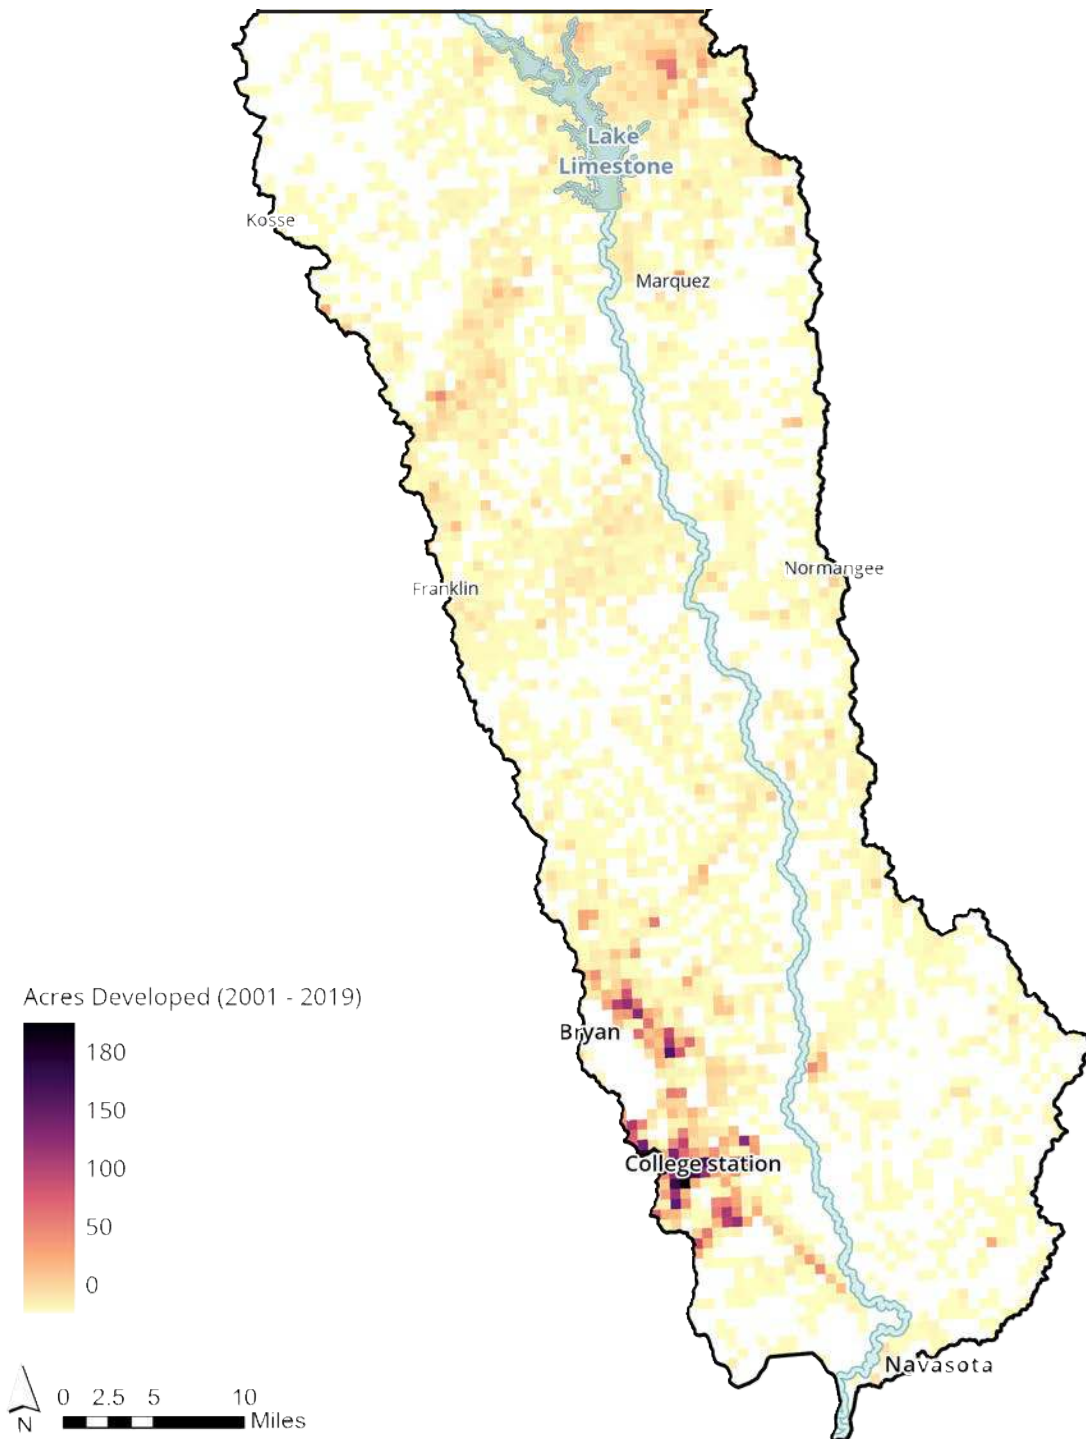 Lake
Limestone
Kosse
Marquez
Normangee
Franklin
Acres Developed (2001 - 2019)
180
150
100
50
0
Bryan
College station
Navasota
N
0 2.5 5 10
Miles